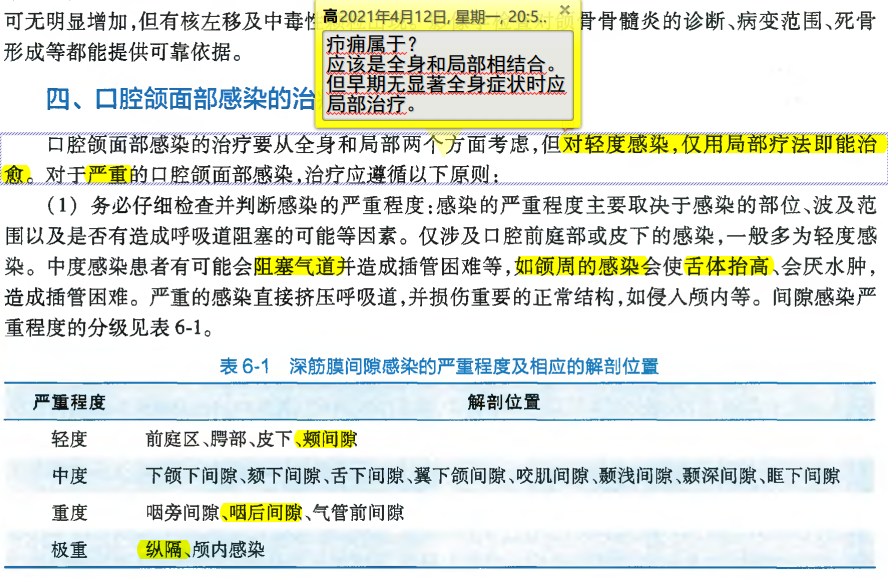 可无明显增加,但有核左移及中毒性
骨骨髓炎的诊断、病变范围、死骨
形成等都能提供可靠依据。
高2021年4月12日, 星期一, 20:5..
疔痈属于?
应该是全身和局部相结合。
但早期无显著全身症状时应
局部治疗。
四、口腔颌面部感染的治
口腔颌面部感染的治疗要从全身和局部两个方面考虑,但对轻度感染,仅用局部疗法即能治
愈。对于严重的口腔颌面部感染,治疗应遵循以下原则:
(1) 务必仔细检查并判断感染的严重程度:感染的严重程度主要取决于感染的部位、波及范
围以及是否有造成呼吸道阻塞的可能等因素。仅涉及口腔前庭部或皮下的感染,一般多为轻度感
染。中度感染患者有可能会阻塞气道并造成插管困难等,如颌周的感染会使舌体抬高、会厌水肿,
造成插管困难。严重的感染直接挤压呼吸道,并损伤重要的正常结构,如侵入颅内等。间隙感染严
重程度的分级见表 6-1。
表 6-1 深筋膜间隙感染的严重程度及相应的解剖位置
严重程度 解剖位置
轻度 前庭区、腭部、皮下、颊间隙
中度 下颌下间隙、颏下间隙、舌下间隙、翼下颌间隙、咬肌间隙、颞浅间隙、颞深间隙、眶下间隙
重度 咽旁间隙、咽后间隙、气管前间隙
极重 纵隔、颅内感染